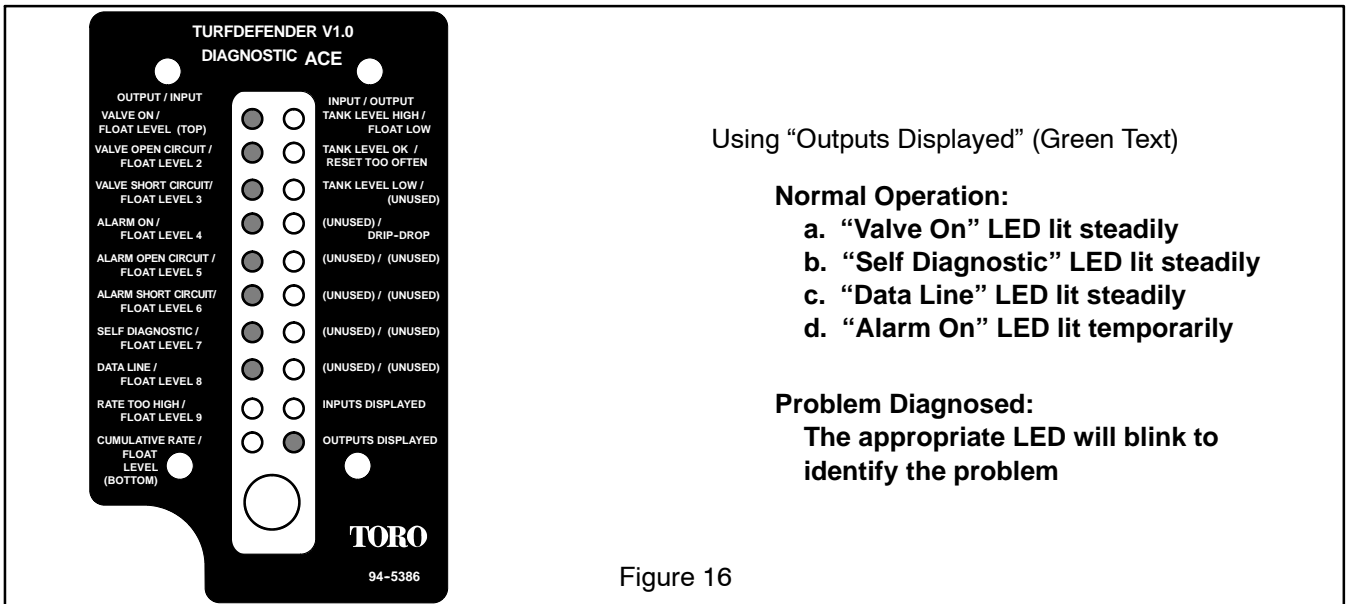 TURFDEFENDER V1.0
DIAGNOSTIC ACE
OUTPUT / INPUT
VALVE ON /
FLOAT LEVEL (TOP)
VALVE OPEN CIRCUIT /
FLOAT LEVEL 2
VALVE SHORT CIRCUIT/
FLOAT LEVEL 3
ALARM ON /
FLOAT LEVEL 4
ALARM OPEN CIRCUIT /
FLOAT LEVEL 5
ALARM SHORT CIRCUIT/
FLOAT LEVEL 6
SELF DIAGNOSTIC /
FLOAT LEVEL 7
DATA LINE /
FLOAT LEVEL 8
RATE TOO HIGH /
FLOAT LEVEL 9
CUMULATIVE RATE /
FLOAT
LEVEL
(BOTTOM)
INPUT / OUTPUT
TANK LEVEL HIGH /
FLOAT LOW
TANK LEVEL OK /
RESET TOO OFTEN
TANK LEVEL LOW /
(UNUSED)
(UNUSED) /
DRIP-DROP
(UNUSED) / (UNUSED)
(UNUSED) / (UNUSED)
(UNUSED) / (UNUSED)
(UNUSED) / (UNUSED)
INPUTS DISPLAYED
OUTPUTS DISPLAYED
TORO
94-5386
Using “Outputs Displayed” (Green Text)
Normal Operation:
a. “Valve On” LED lit steadily
b. “Self Diagnostic” LED lit steadily
c. “Data Line” LED lit steadily
d. “Alarm On” LED lit temporarily
Problem Diagnosed:
The appropriate LED will blink to
identify the problem
Figure 16